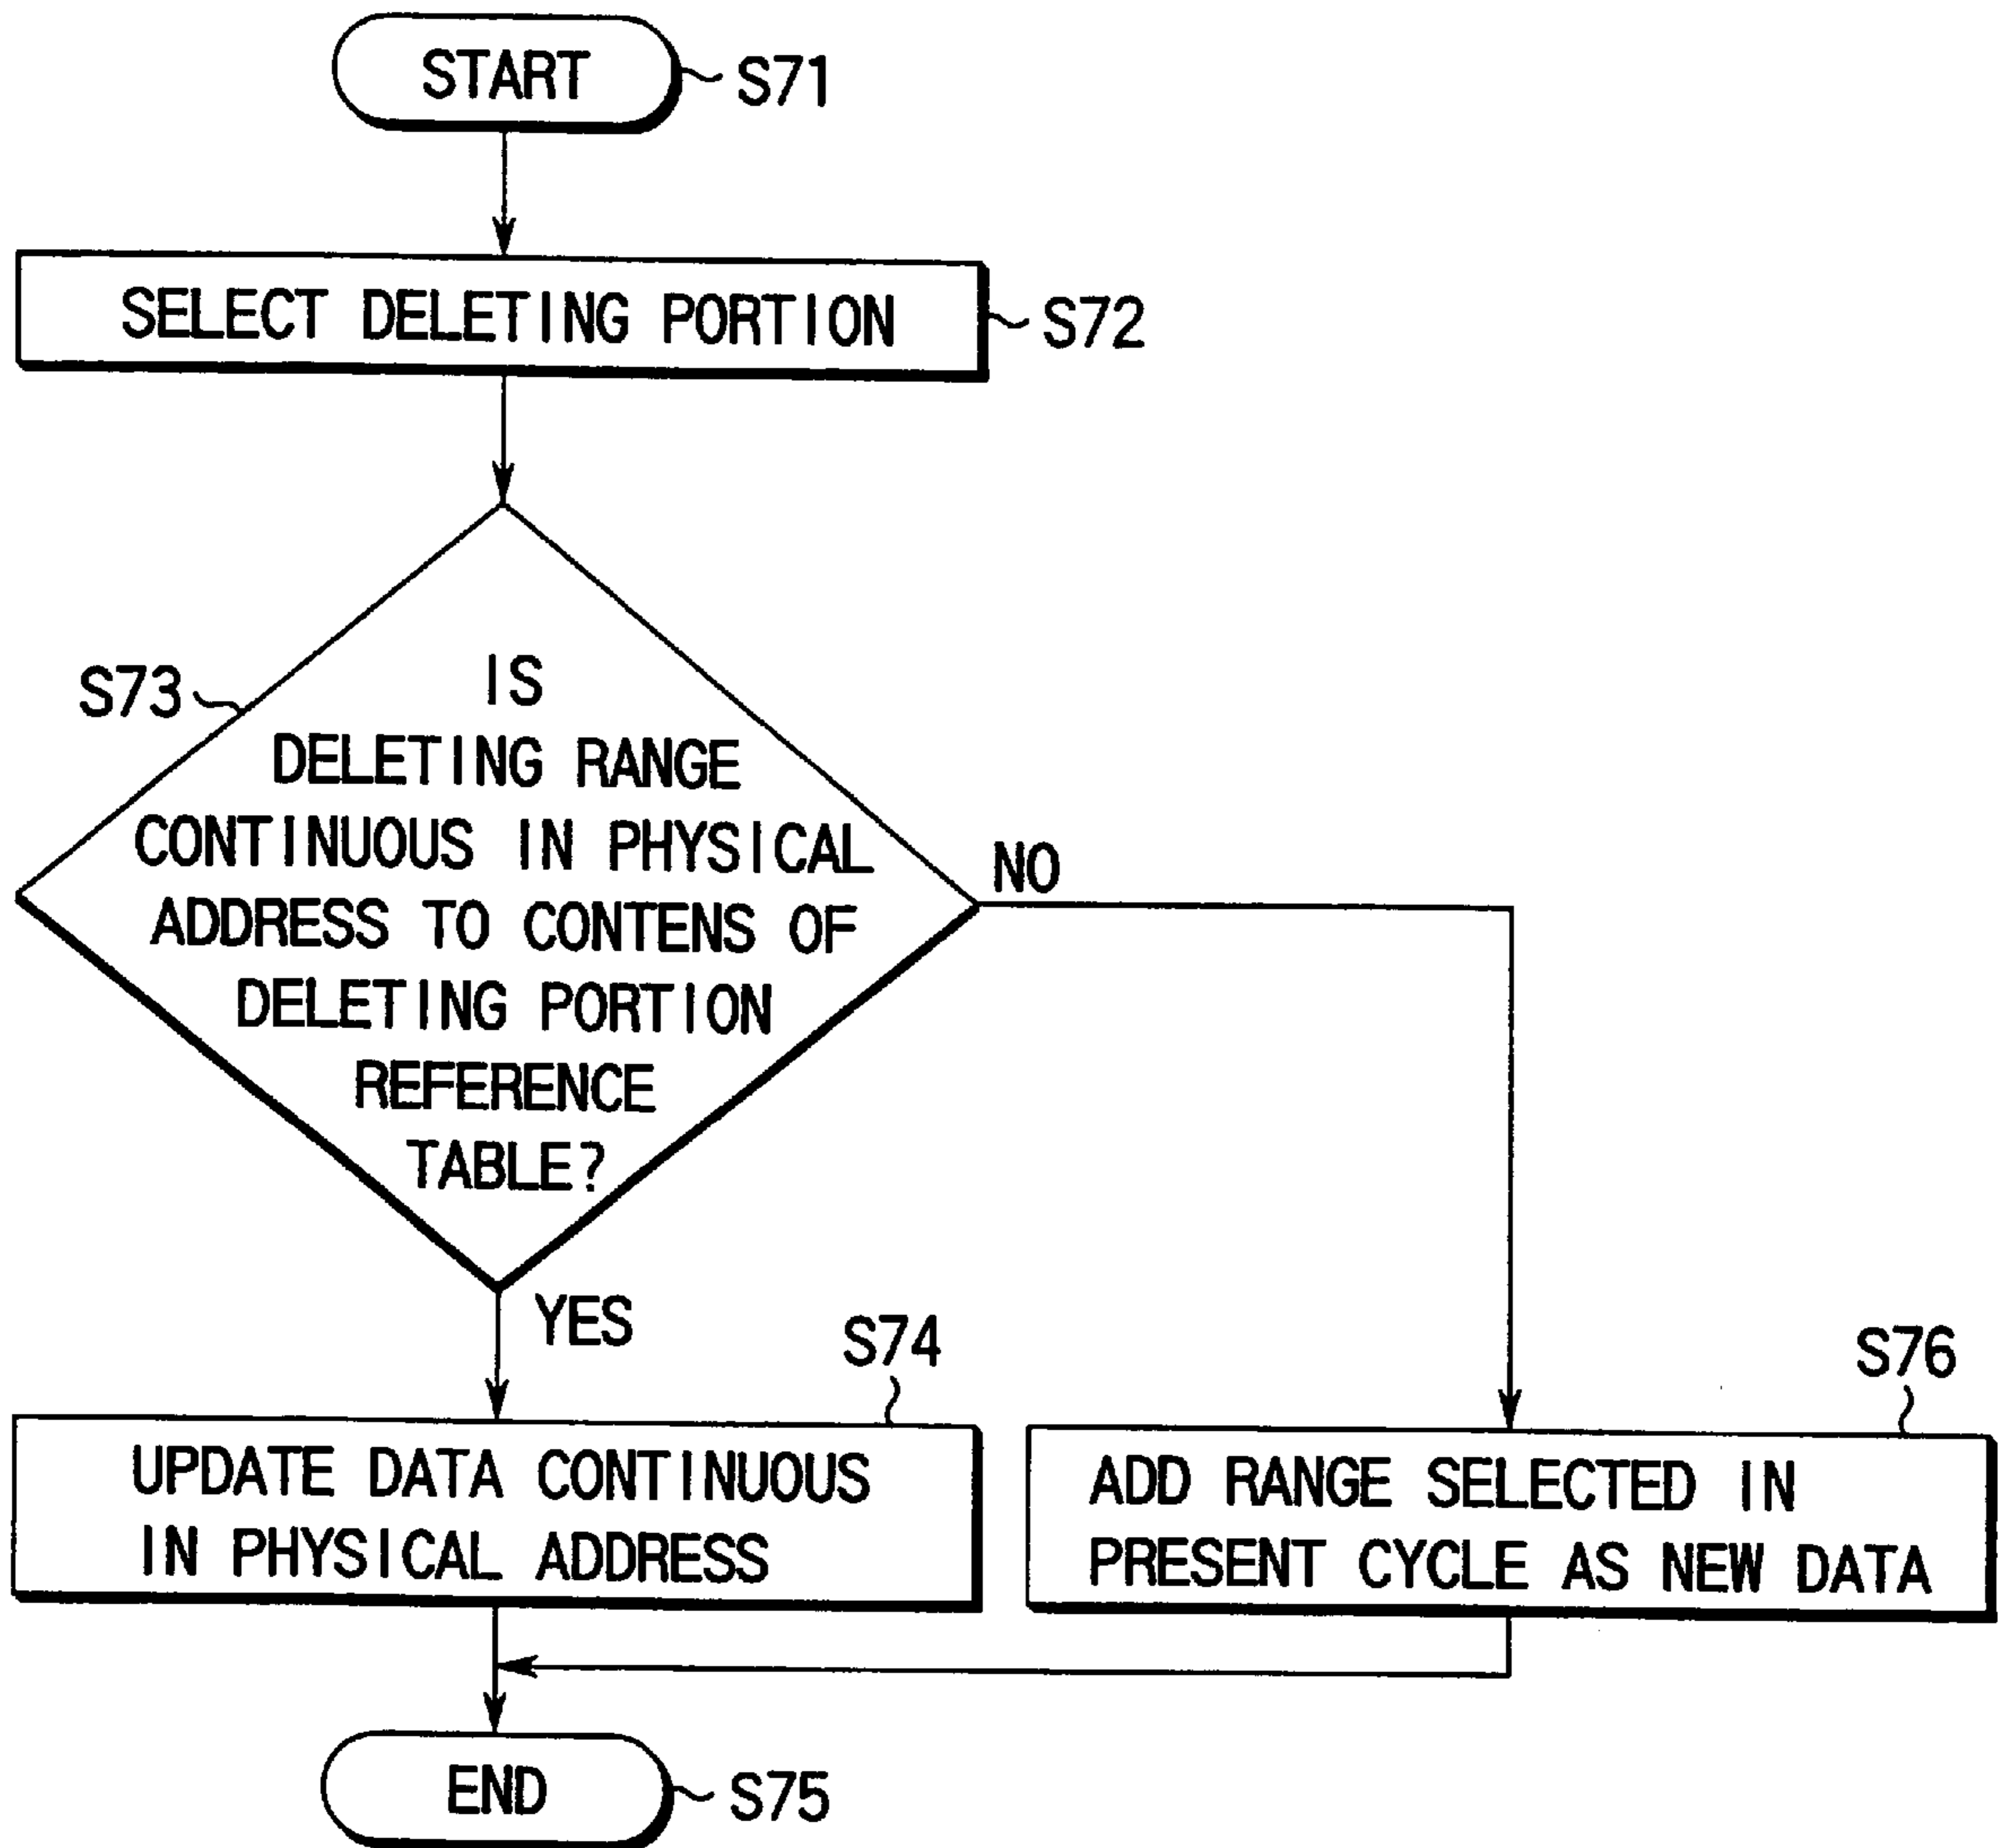 START
S71
SELECT DELETING PORTION
S72
S73
IS
DELETING RANGE
CONTINUOUS IN PHYSICAL
ADDRESS TO CONTENS OF
DELETING PORTION
REFERENCE
TABLE?
NO
YES
S74
UPDATE DATA CONTINUOUS
IN PHYSICAL ADDRESS
S76
ADD RANGE SELECTED IN
PRESENT CYCLE AS NEW DATA
END
S75